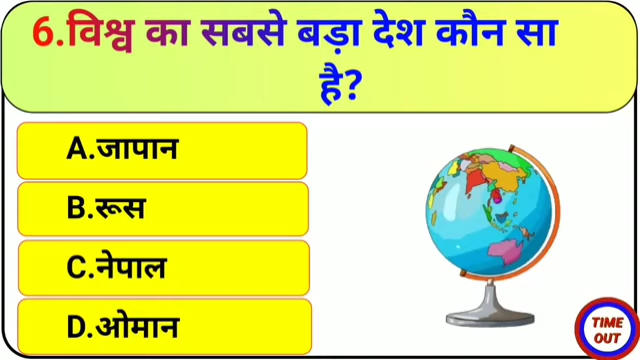 6.विश्व का सबसे बड़ा देश कौन सा
है?
A.जापान
B.रूस
C.नेपाल
D.ओमान
TIME
OUT